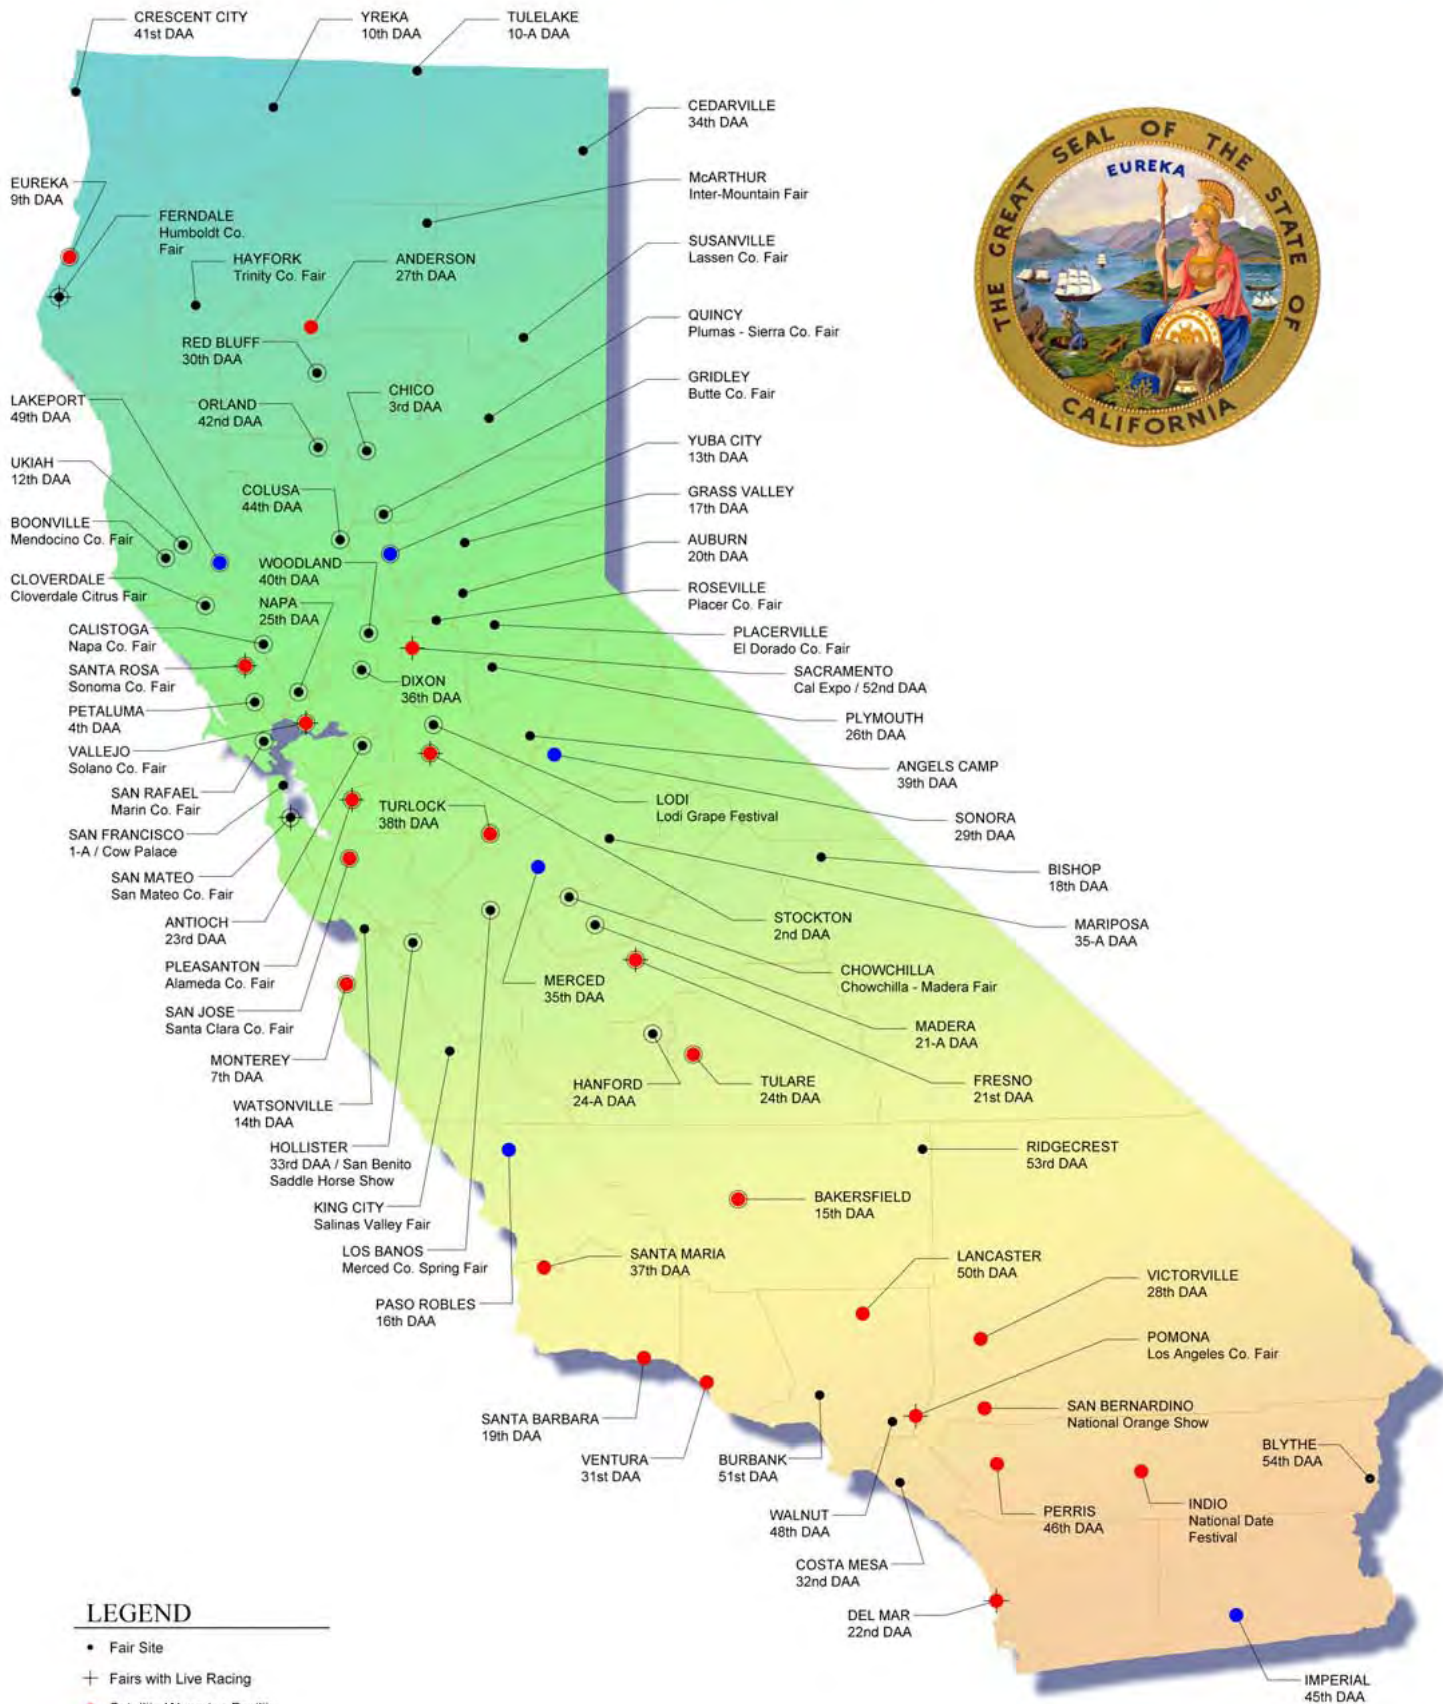 CRESCENT CITY
41st DAA
YREKA
10th DAA
TULELAKE
10-A DAA
CEDARVILLE
34th DAA
McARTHUR
Inter-Mountain Fair
EUREKA
9th DAA
FERNDALE
Humboldt Co.
Fair
HAYFORK
Trinity Co. Fair
ANDERSON
27th DAA
SUSANVILLE
Lassen Co. Fair
QUINCY
Plumas - Sierra Co. Fair
RED BLUFF
30th DAA
GRIDLEY
Butte Co. Fair
LAKEPORT
49th DAA
ORLAND
42nd DAA
CHICO
3rd DAA
YUBA CITY
13th DAA
UKIAH
12th DAA
COLUSA
44th DAA
GRASS VALLEY
17th DAA
BOONVILLE
Mendocino Co. Fair
AUBURN
20th DAA
WOODLAND
40th DAA
CLOVERDALE
Cloverdale Citrus Fair
ROSEVILLE
Placer Co. Fair
NAPA
25th DAA
CALISTOGA
Napa Co. Fair
PLACERVILLE
El Dorado Co. Fair
SANTA ROSA
Sonoma Co. Fair
DIXON
36th DAA
SACRAMENTO
Cal Expo / 52nd DAA
PETALUMA
4th DAA
PLYMOUTH
26th DAA
VALLEJO
Solano Co. Fair
ANGELS CAMP
39th DAA
SAN RAFAEL
Marin Co. Fair
TURLOCK
38th DAA
LODI
Lodi Grape Festival
SONORA
29th DAA
SAN FRANCISCO
1-A / Cow Palace
BISHOP
18th DAA
SAN MATEO
San Mateo Co. Fair
ANTIOCH
23rd DAA
STOCKTON
2nd DAA
MARIPOSA
35-A DAA
PLEASANTON
Alameda Co. Fair
MERCED
35th DAA
CHOWCHILLA
Chowchilla - Madera Fair
SAN JOSE
Santa Clara Co. Fair
MADERA
21-A DAA
MONTEREY
7th DAA
HANFORD
24-A DAA
TULARE
24th DAA
FRESNO
21st DAA
WATSONVILLE
14th DAA
HOLLISTER
33rd DAA / San Benito
Saddle Horse Show
RIDGECREST
53rd DAA
KING CITY
Salinas Valley Fair
BAKERSFIELD
15th DAA
LOS BANOS
Merced Co. Spring Fair
SANTA MARIA
37th DAA
LANCASTER
50th DAA
VICTORVILLE
28th DAA
PASO ROBLES
16th DAA
POMONA
Los Angeles Co. Fair
SANTA BARBARA
19th DAA
SAN BERNARDINO
National Orange Show
VENTURA
31st DAA
BURBANK
51st DAA
BLYTHE
54th DAA
WALNUT
48th DAA
PERRIS
46th DAA
INDIO
National Date
Festival
COSTA MESA
32nd DAA
DEL MAR
22nd DAA
IMPERIAL
45th DAA
THE GREAT SEAL OF THE STATE OF
CALIFORNIA
EUREKA
LEGEND
Fair Site
Fairs with Live Racing